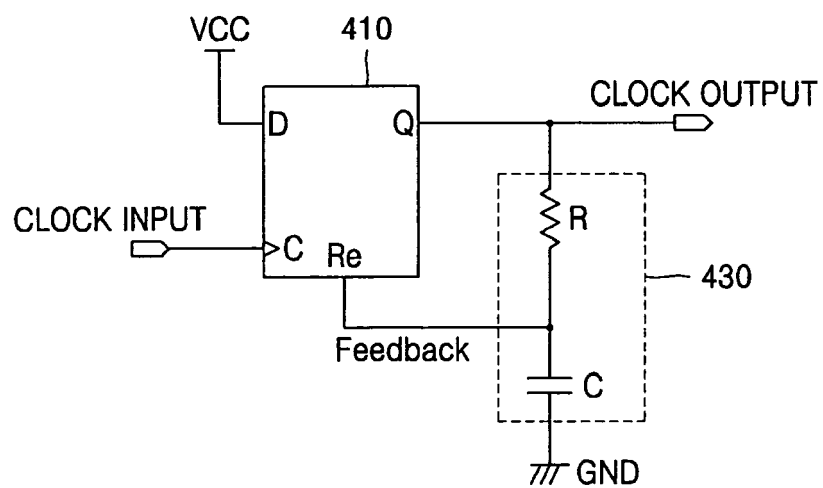 VCC
410
CLOCK OUTPUT
D
Q
CLOCK INPUT
C
Re
R
430
Feedback
C
GND